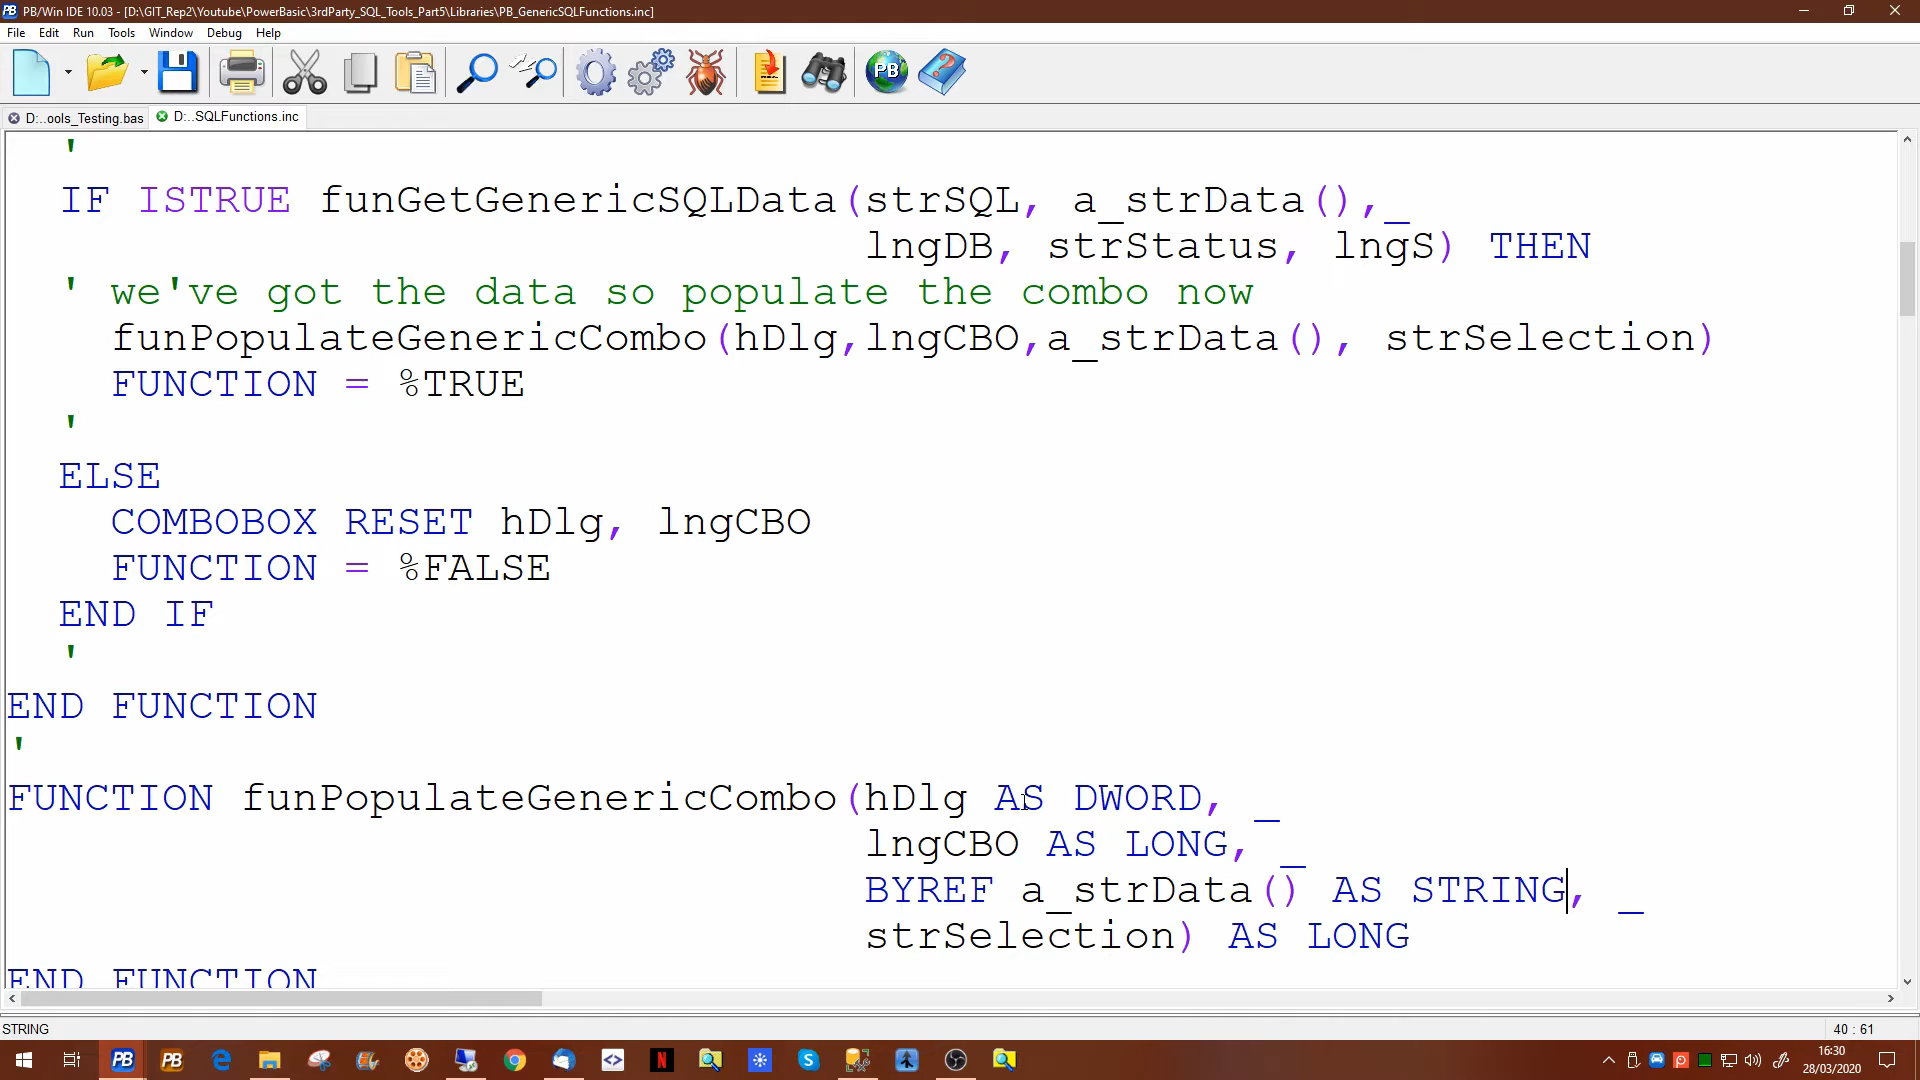 PB/Win IDE 10.03 - [D:\GIT_Rep2\Youtube\PowerBasic\3rdParty_SQL_Tools_Part5\Libraries\PB_GenericSQLFunctions.inc]
File Edit Run Tools Window Debug Help
PB
D:..ools_Testing.bas D:..SQLFunctions.inc
'
IF ISTRUE funGetGenericSQLData(strSQL, a_strData(),_
lngDB, strStatus, lngS) THEN
' we've got the data so populate the combo now
funPopulateGenericCombo(hDlg,lngCBO,a_strData(), strSelection)
FUNCTION = %TRUE
'
ELSE
COMBOBOX RESET hDlg, lngCBO
FUNCTION = %FALSE
END IF
'
END FUNCTION
'
FUNCTION funPopulateGenericCombo(hDlg AS DWORD, _
lngCBO AS LONG, _
BYREF a_strData() AS STRING, _
strSelection) AS LONG
END FUNCTION
STRING 40 : 61
PB PB 16:30
28/03/2020